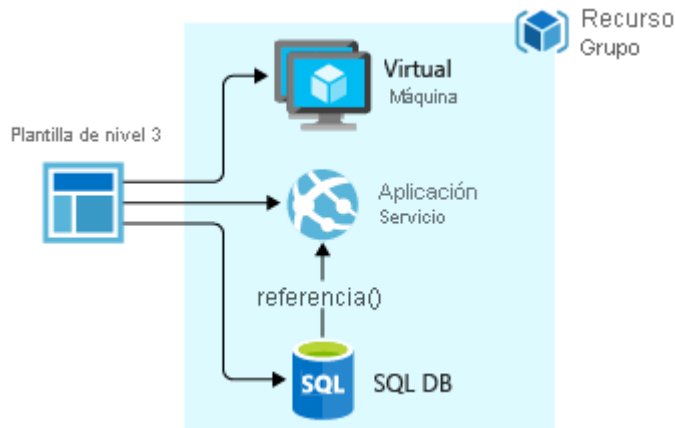 Recurso
Grupo
Virtual
Máquina
Plantilla de nivel 3
Aplicación
Servicio
referencia()
SQL
SQL DB